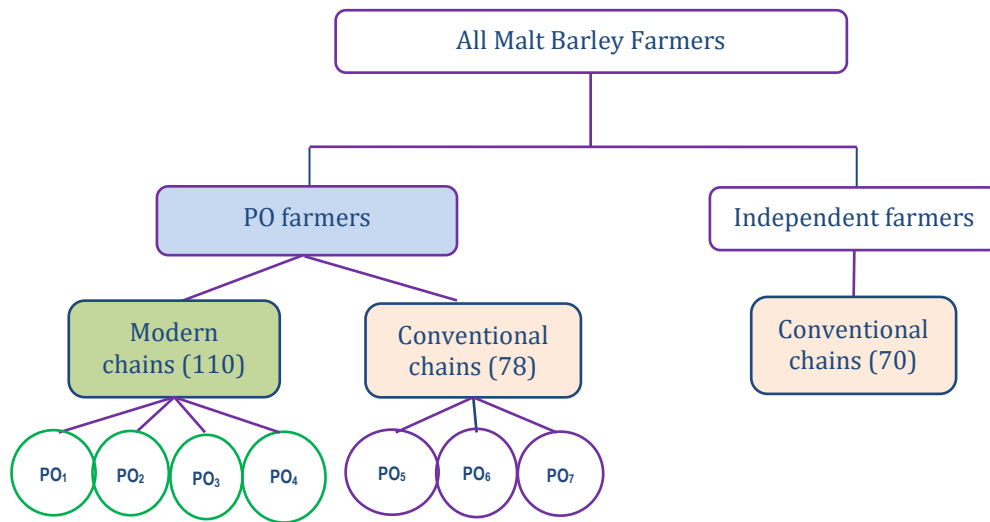 All Malt Barley Farmers
PO farmers
Independent farmers
Modern
chains (110)
Conventional
chains (78)
Conventional
chains (70)
PO₁
PO₂
PO₃
PO₄
PO₅
PO₆
PO₇